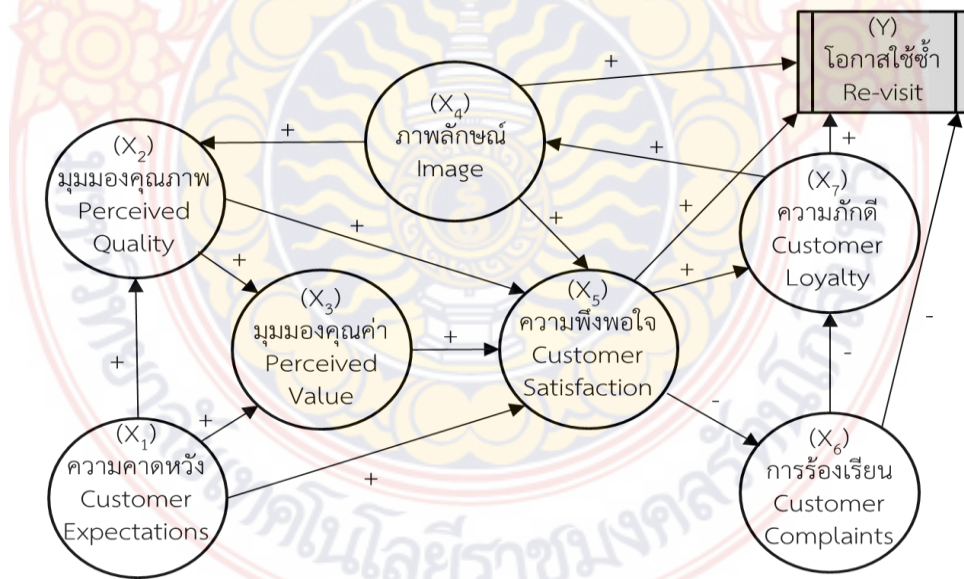 (Y)
โอกาสใช้ซ้ำ
Re-visit
+
(X4)
ภาพลักษณ์
Image
+
+
(X2)
มุมมองคุณภาพ
Perceived
Quality
+
(X7)
ความภักดี
Customer
Loyalty
+
+
+
+
+
(X3)
มุมมองคุณค่า
Perceived
Value
+
(X5)
ความพึงพอใจ
Customer
Satisfaction
-
+
+
-
-
(X1)
ความคาดหวัง
Customer
Expectations
+
(X6)
การร้องเรียน
Customer
Complaints